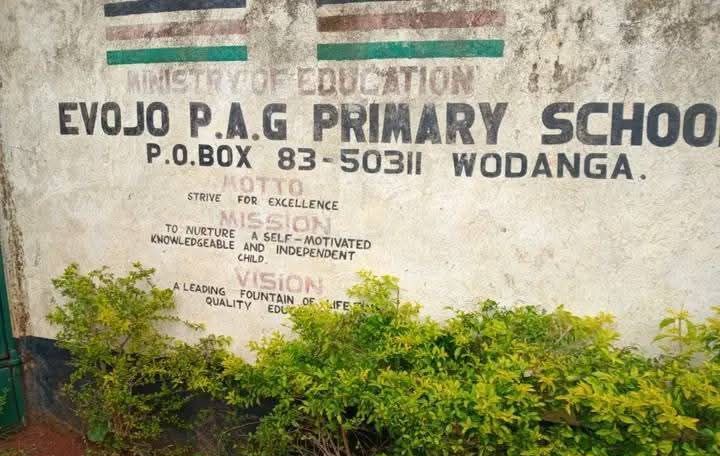 MINISTRY OF EDUCATION
EVOJO P.A.G PRIMARY SCHOO
P.O.BOX 83-50311 WODANGA.
MOTTO
STRIVE FOR EXCELLENCE
MISSION
TO NURTURE A SELF-MOTIVATED
KNOWLEDGEABLE AND INDEPENDENT
CHILD.
VISION
A LEADING FOUNTAIN OF LIFE
QUALITY